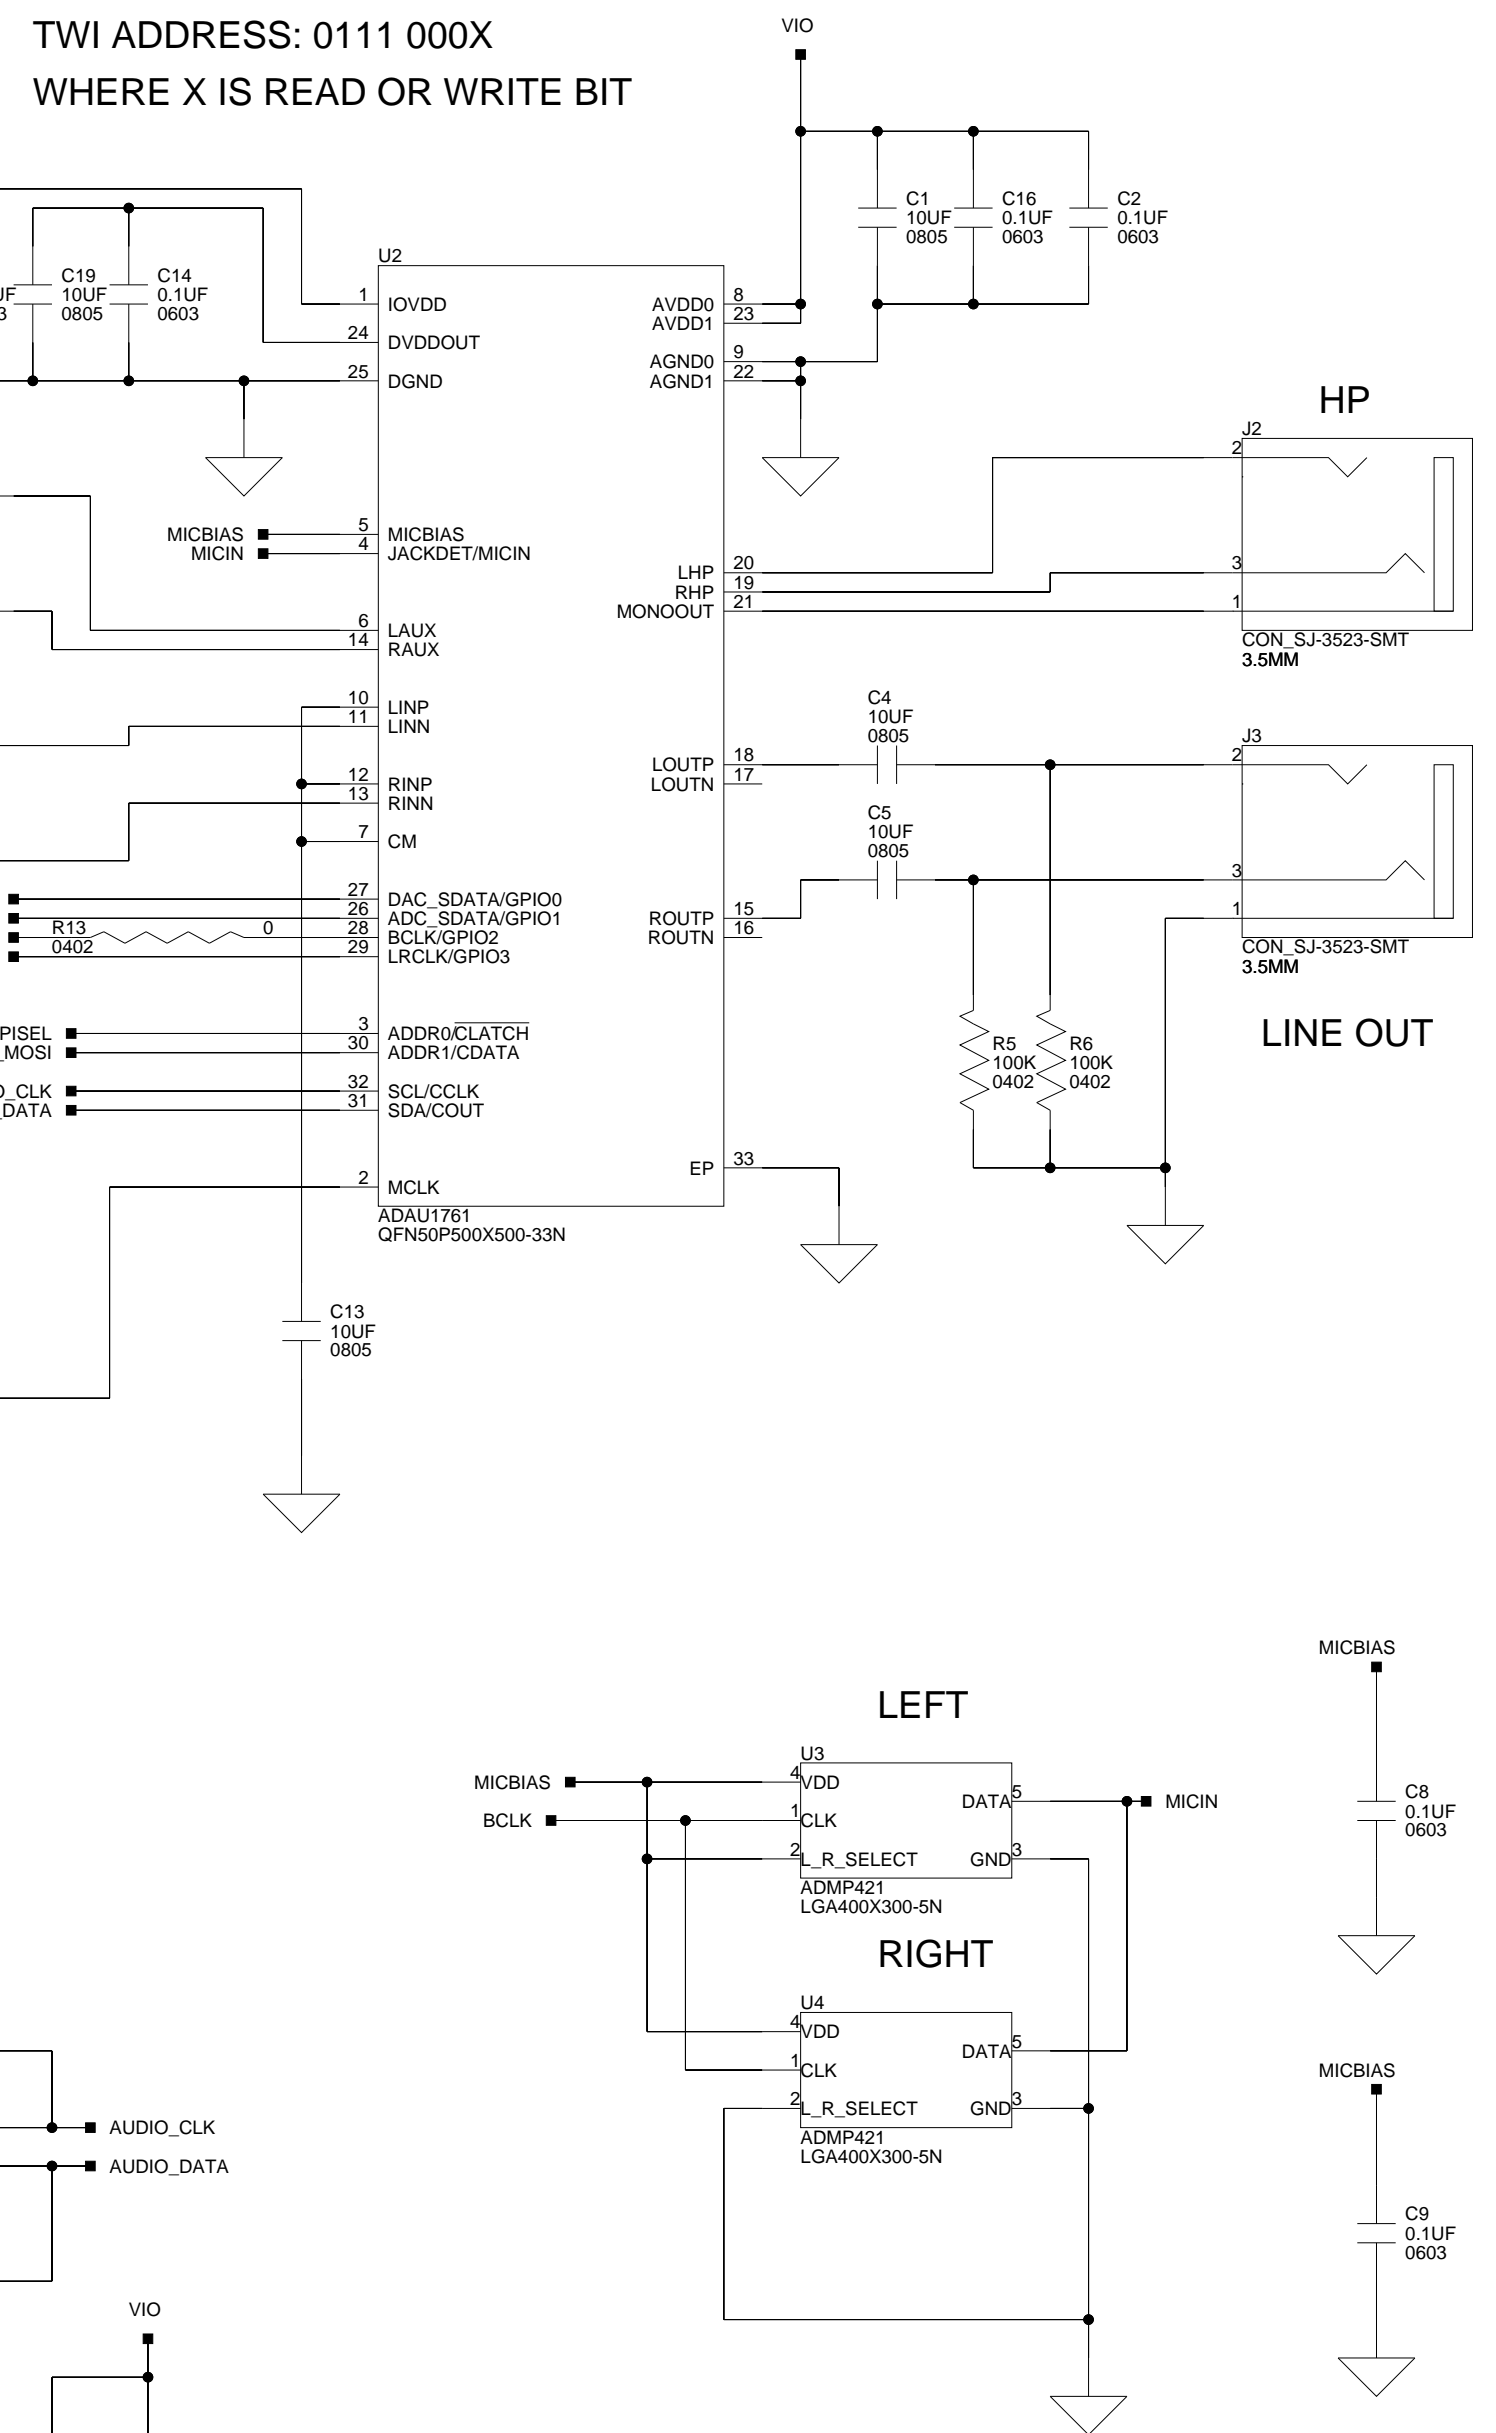 TWI ADDRESS: 0111 000X
WHERE X IS READ OR WRITE BIT
VIO
C1
10UF
0805
C16
0.1UF
0603
C2
0.1UF
0603
C19
10UF
0805
C14
0.1UF
0603
U2
1 IOVDD
24 DVDDOUT
25 DGND
5 MICBIAS
4 JACKDET/MICIN
6 LAUX
14 RAUX
10 LINP
11 LINN
12 RINP
13 RINN
7 CM
27 DAC_SDATA/GPIO0
26 ADC_SDATA/GPIO1
28 BCLK/GPIO2
29 LRCLK/GPIO3
3 ADDR0/CLATCH
30 ADDR1/CDATA
32 SCL/CCLK
31 SDA/COUT
2 MCLK
AVDD0 8
AVDD1 23
AGND0 9
AGND1 22
LHP 20
RHP 19
MONOOUT 21
LOUTP 18
LOUTN 17
ROUTP 15
ROUTN 16
EP 33
ADAU1761
QFN50P500X500-33N
MICBIAS
MICIN
R13 0
0402
PISEL
_MOSI
O_CLK
_DATA
C13
10UF
0805
HP
J2
2
3
1
CON_SJ-3523-SMT
3.5MM
C4
10UF
0805
C5
10UF
0805
J3
2
3
1
CON_SJ-3523-SMT
3.5MM
LINE OUT
R5
100K
0402
R6
100K
0402
MICBIAS
C8
0.1UF
0603
LEFT
U3
MICBIAS
BCLK
4 VDD
1 CLK
2 L_R_SELECT
DATA 5
GND 3
MICIN
ADMP421
LGA400X300-5N
RIGHT
U4
4 VDD
1 CLK
2 L_R_SELECT
DATA 5
GND 3
ADMP421
LGA400X300-5N
MICBIAS
C9
0.1UF
0603
AUDIO_CLK
AUDIO_DATA
VIO